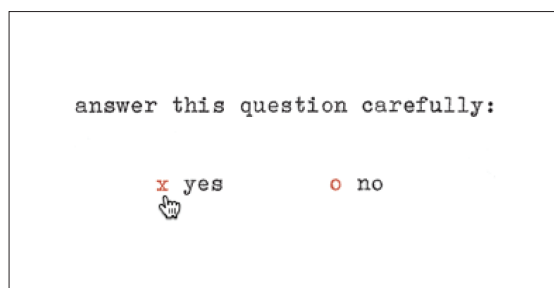 answer this question carefully:
x yes o no